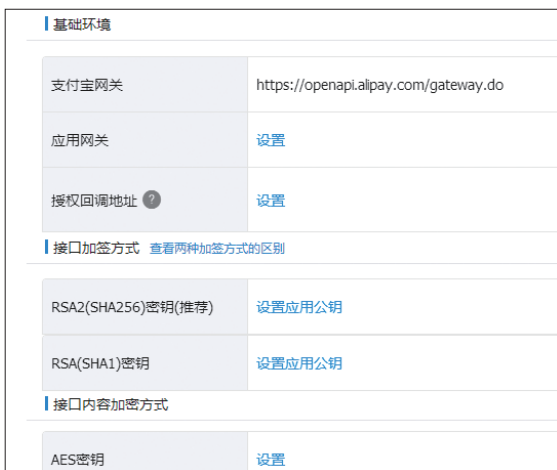 基础环境
支付宝网关 https://openapi.alipay.com/gateway.do
应用网关 设置
授权回调地址 ? 设置
接口加签方式 查看两种加签方式的区别
RSA2(SHA256)密钥(推荐) 设置应用公钥
RSA(SHA1)密钥 设置应用公钥
接口内容加密方式
AES密钥 设置